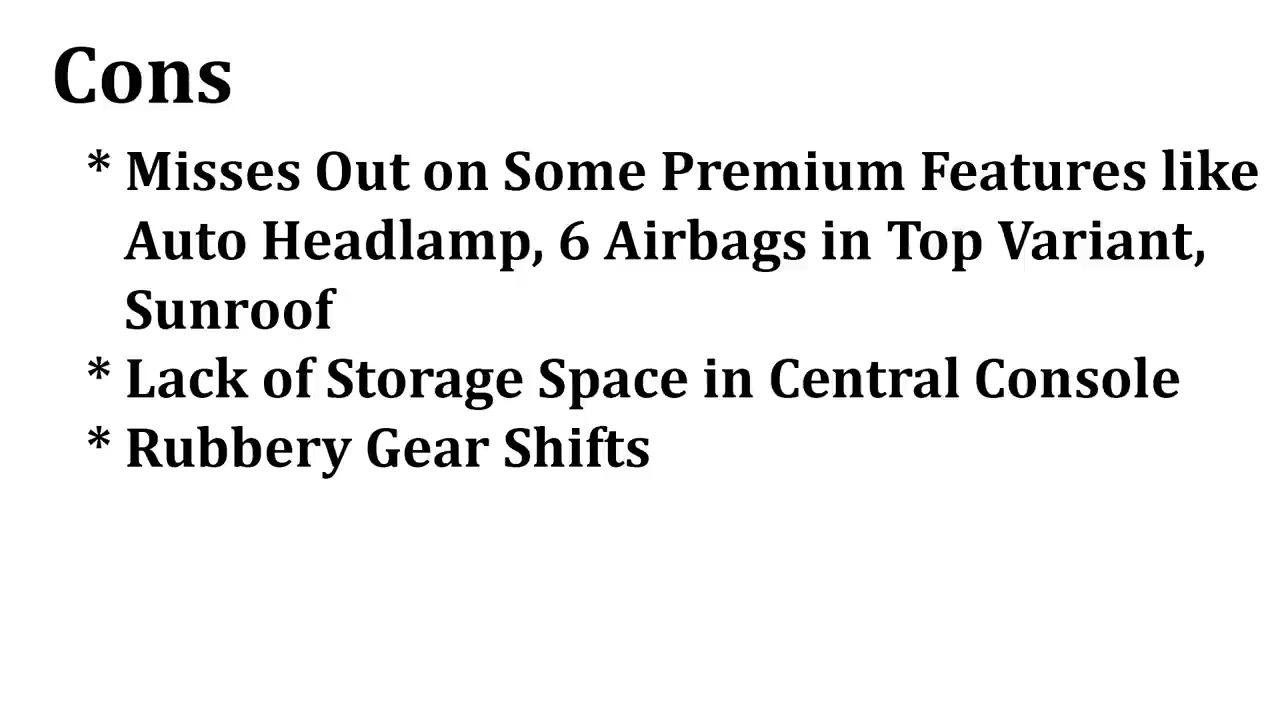 Cons
* Misses Out on Some Premium Features like
Auto Headlamp, 6 Airbags in Top Variant,
Sunroof
* Lack of Storage Space in Central Console
* Rubbery Gear Shifts